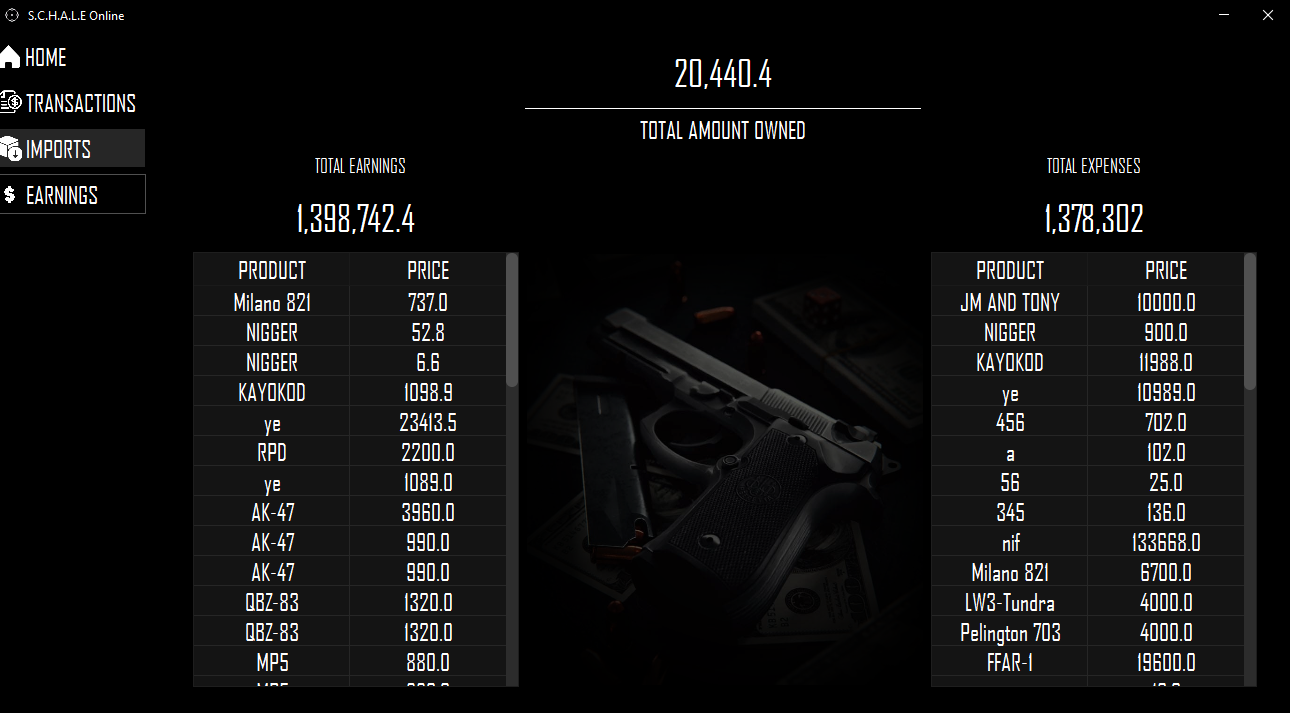 S.C.H.A.L.E Online
HOME
TRANSACTIONS
IMPORTS
EARNINGS
20,440.4
TOTAL AMOUNT OWNED
TOTAL EARNINGS
1,398,742.4
PRODUCT PRICE
Milano 821 737.0
NIGGER 52.8
NIGGER 6.6
KAYOKOD 1098.9
ye 23413.5
RPD 2200.0
ye 1089.0
AK-47 3960.0
AK-47 990.0
AK-47 990.0
QBZ-83 1320.0
QBZ-83 1320.0
MP5 880.0
TOTAL EXPENSES
1,378,302
PRODUCT PRICE
JM AND TONY 10000.0
NIGGER 900.0
KAYOKOD 11988.0
ye 10989.0
456 702.0
a 102.0
56 25.0
345 136.0
nif 133668.0
Milano 821 6700.0
LW3-Tundra 4000.0
Pelington 703 4000.0
FFAR-1 19600.0